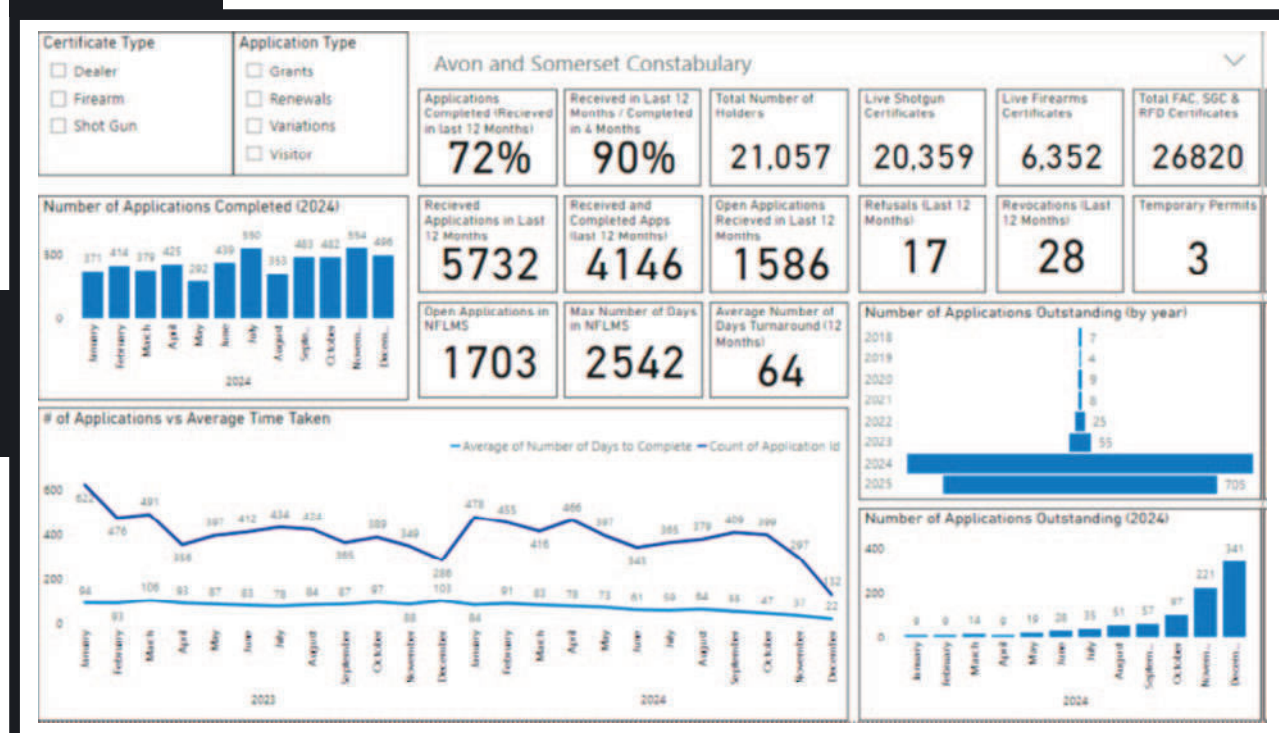 Certificate Type
Dealer
Firearm
Shot Gun
Application Type
Grants
Renewals
Variations
Visitor
Avon and Somerset Constabulary
Applications
Completed (Recieved
in last 12 Months)
72%
Received in Last 12
Months / Completed
in 4 Months
90%
Total Number of
Holders
21,057
Live Shotgun
Certificates
20,359
Live Firearms
Certificates
6,352
Total FAC, SGC &
RFD Certificates
26820
Number of Applications Completed (2024)
500
0
371
414
379
425
292
439
550
353
483
482
554
496
January
February
March
April
May
June
July
August
Septe...
October
Novem...
Decem...
2024
Recieved
Applications in Last
12 Months
5732
Received and
Completed Apps
(last 12 Months)
4146
Open Applications
Recieved in Last 12
Months
1586
Refusals (Last 12
Months)
17
Revocations (Last
12 Months)
28
Temporary Permits
3
Open Applications in
NFLMS
1703
Max Number of Days
in NFLMS
2542
Average Number of
Days Turnaround (12
Months)
64
Number of Applications Outstanding (by year)
2018 7
2019 4
2020 9
2021 8
2022 25
2023 55
2024
2025 705
# of Applications vs Average Time Taken
Average of Number of Days to Complete
Count of Application Id
600
400
200
0
622
476
491
356
397
412
434
424
365
389
349
286
478
455
416
466
397
343
365
379
409
399
297
132
94
93
106
93
87
83
78
84
87
97
88
103
84
91
83
78
73
61
59
64
47
37
22
January
February
March
April
May
June
July
August
September
October
November
December
January
February
March
April
May
June
July
August
September
October
November
December
2023
2024
Number of Applications Outstanding (2024)
400
200
0
9
9
14
9
19
28
35
51
57
97
221
341
January
February
March
April
May
June
July
August
Septem...
October
Novem...
Decem...
2024